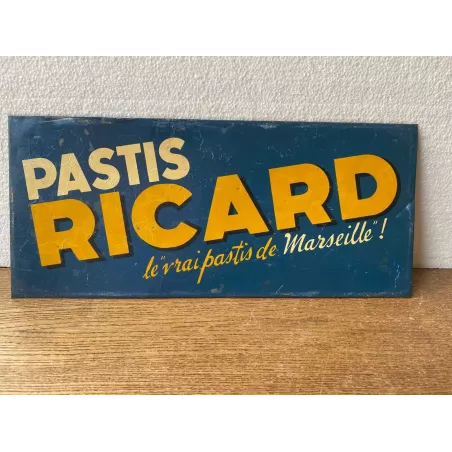 PASTIS
RICARD
le "vrai pastis de Marseille" !